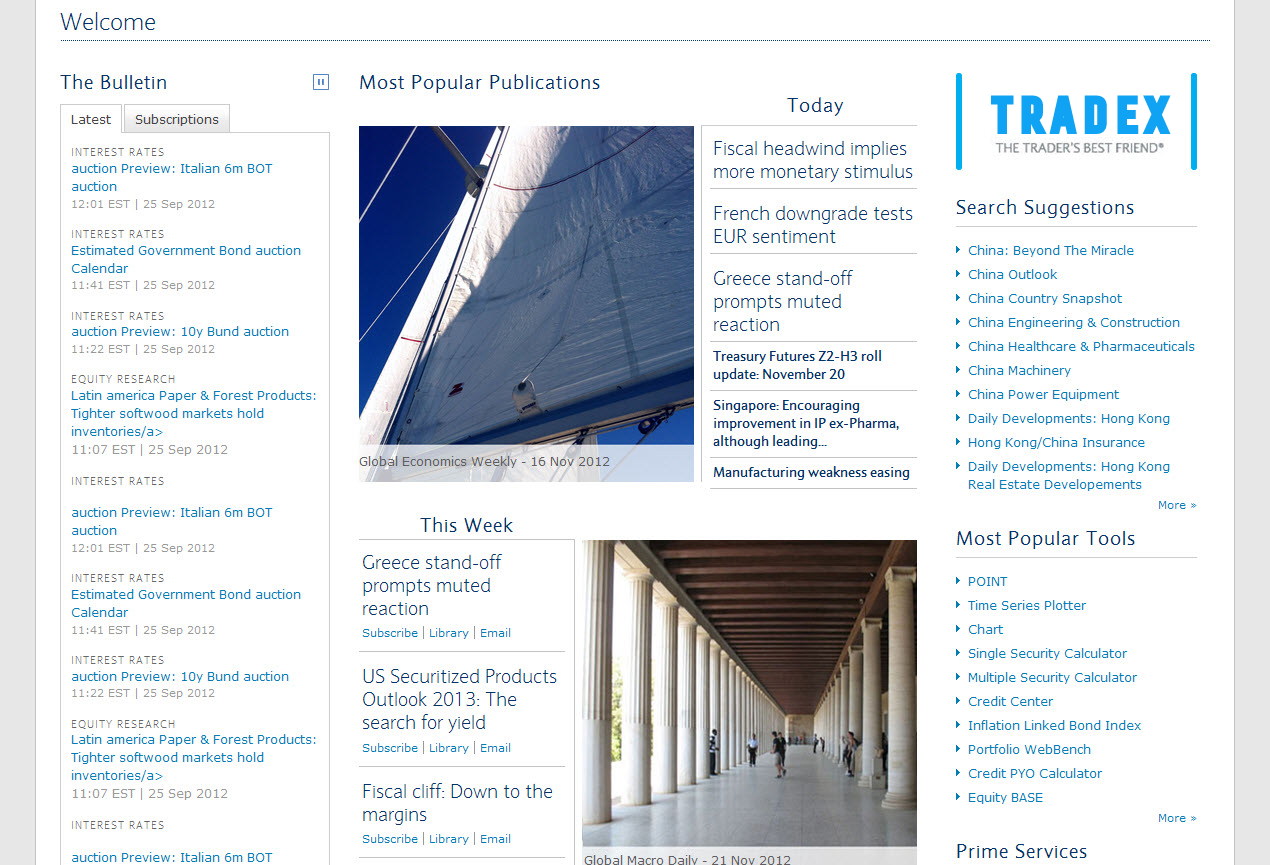 Welcome
The Bulletin
Latest
Subscriptions
INTEREST RATES
auction Preview: Italian 6m BOT
auction
12:01 EST | 25 Sep 2012
INTEREST RATES
Estimated Government Bond auction
Calendar
11:41 EST | 25 Sep 2012
INTEREST RATES
auction Preview: 10y Bund auction
11:22 EST | 25 Sep 2012
EQUITY RESEARCH
Latin america Paper & Forest Products:
Tighter softwood markets hold
inventories/a>
11:07 EST | 25 Sep 2012
INTEREST RATES
auction Preview: Italian 6m BOT
auction
12:01 EST | 25 Sep 2012
INTEREST RATES
Estimated Government Bond auction
Calendar
11:41 EST | 25 Sep 2012
INTEREST RATES
auction Preview: 10y Bund auction
11:22 EST | 25 Sep 2012
EQUITY RESEARCH
Latin america Paper & Forest Products:
Tighter softwood markets hold
inventories/a>
11:07 EST | 25 Sep 2012
INTEREST RATES
auction Preview: Italian 6m BOT
Most Popular Publications
Global Economics Weekly - 16 Nov 2012
Today
Fiscal headwind implies
more monetary stimulus
French downgrade tests
EUR sentiment
Greece stand-off
prompts muted
reaction
Treasury Futures Z2-H3 roll
update: November 20
Singapore: Encouraging
improvement in IP ex-Pharma,
although leading...
Manufacturing weakness easing
This Week
Greece stand-off
prompts muted
reaction
Subscribe | Library | Email
US Securitized Products
Outlook 2013: The
search for yield
Subscribe | Library | Email
Fiscal cliff: Down to the
margins
Subscribe | Library | Email
Global Macro Daily - 21 Nov 2012
TRADEX
THE TRADER'S BEST FRIEND®
Search Suggestions
China: Beyond The Miracle
China Outlook
China Country Snapshot
China Engineering & Construction
China Healthcare & Pharmaceuticals
China Machinery
China Power Equipment
Daily Developments: Hong Kong
Hong Kong/China Insurance
Daily Developments: Hong Kong
Real Estate Developements
More »
Most Popular Tools
POINT
Time Series Plotter
Chart
Single Security Calculator
Multiple Security Calculator
Credit Center
Inflation Linked Bond Index
Portfolio WebBench
Credit PYO Calculator
Equity BASE
More »
Prime Services